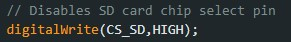 // Disables SD card chip select pin
digitalWrite(CS_SD,HIGH);